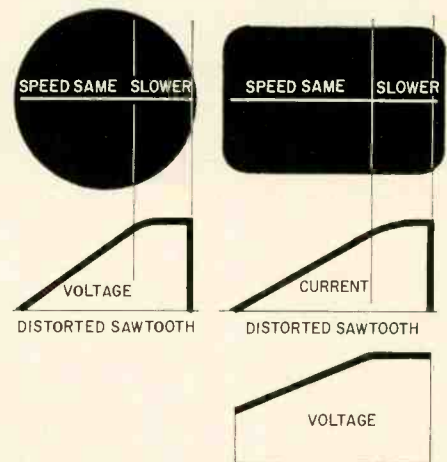 SPEED SAME SLOWER
SPEED SAME SLOWER
VOLTAGE
CURRENT
DISTORTED SAWTOOTH
DISTORTED SAWTOOTH
VOLTAGE